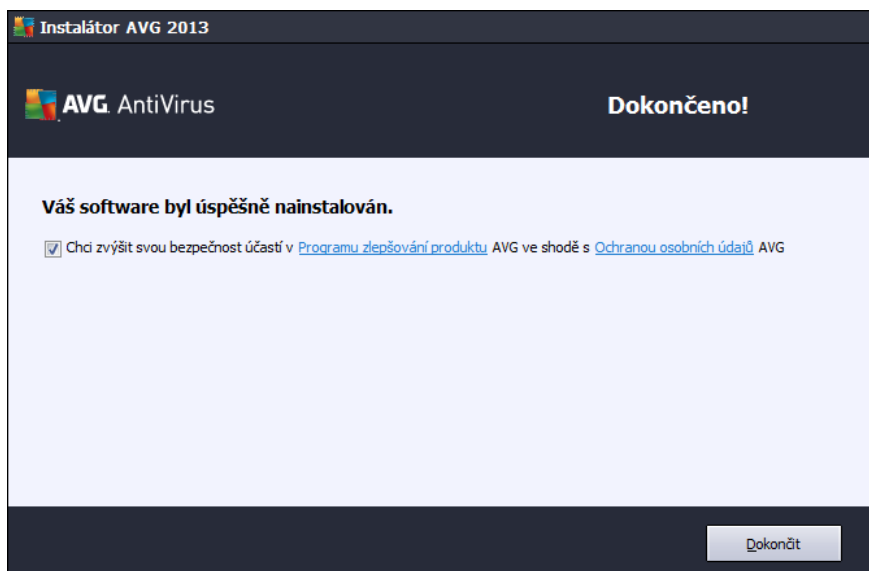 Instalátor AVG 2013
AVG. AntiVirus
Dokončeno!
Váš software byl úspěšně nainstalován.
Chci zvýšit svou bezpečnost účastí v Programu zlepšování produktu AVG ve shodě s Ochranou osobních údajů AVG
Dokončit